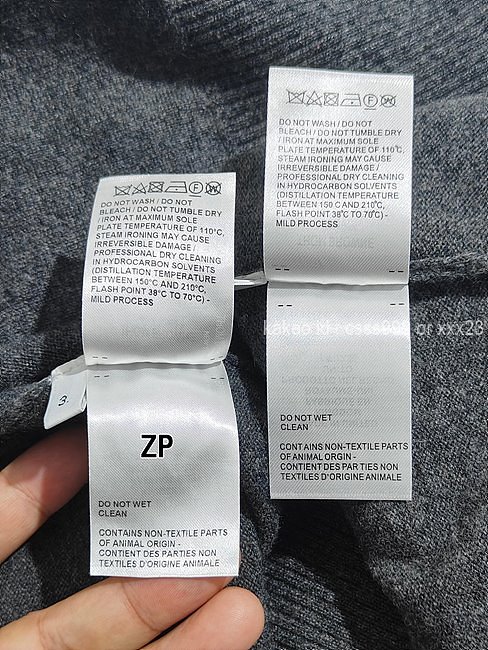 DO NOT WASH / DO NOT
BLEACH / DO NOT TUMBLE DRY
/ IRON AT MAXIMUM SOLE
PLATE TEMPERATURE OF 110°C,
STEAM IRONING MAY CAUSE
IRREVERSIBLE DAMAGE /
PROFESSIONAL DRY CLEANING
IN HYDROCARBON SOLVENTS
(DISTILLATION TEMPERATURE
BETWEEN 150°C AND 210°C,
FLASH POINT 38°C TO 70°C) -
MILD PROCESS
3.
ZP
DO NOT WET
CLEAN
CONTAINS NON-TEXTILE PARTS
OF ANIMAL ORIGIN -
CONTIENT DES PARTIES NON
TEXTILES D'ORIGINE ANIMALE
DO NOT WASH / DO NOT
BLEACH / DO NOT TUMBLE DRY
/ IRON AT MAXIMUM SOLE
PLATE TEMPERATURE OF 110℃,
STEAM IRONING MAY CAUSE
IRREVERSIBLE DAMAGE /
PROFESSIONAL DRY CLEANING
IN HYDROCARBON SOLVENTS
(DISTILLATION TEMPERATURE
BETWEEN 150 C AND 210℃,
FLASH POINT 38℃ TO 70℃) -
MILD PROCESS
or xxx23
DO NOT WET
CLEAN
CONTAINS NON-TEXTILE PARTS
OF ANIMAL ORGIN -
CONTIENT DES PARTIES NON
TEXTILES D'ORIGINE ANIMALE